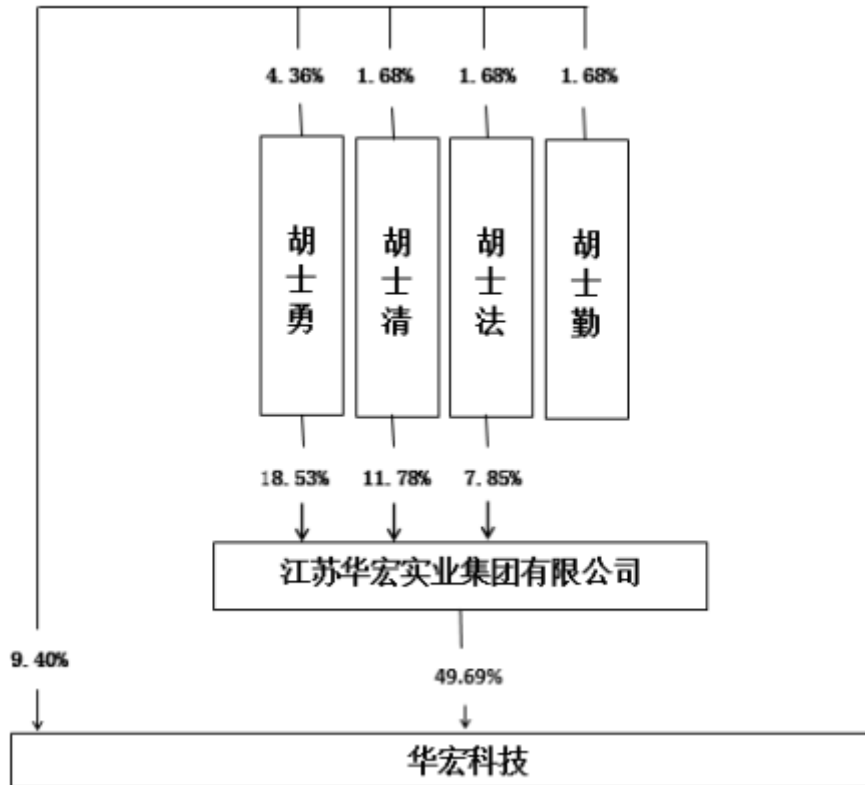 4.36% 1.68% 1.68% 1.68%
胡士勇
胡士清
胡士法
胡士勤
18.53% 11.78% 7.85%
江苏华宏实业集团有限公司
9.40%
49.69%
华宏科技